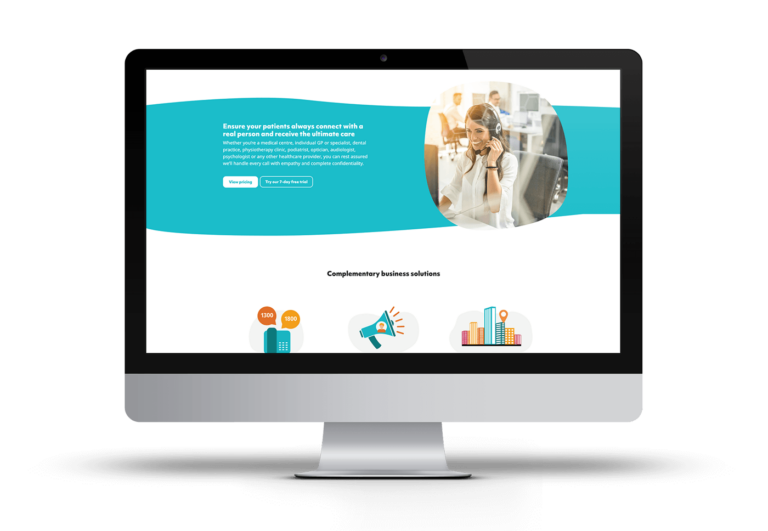 Ensure your patients always connect with a
real person and receive the ultimate care
Whether you're a medical centre, individual GP or specialist, dental
practice, physiotherapy clinic, podiatrist, optician, audiologist,
psychologist or any other healthcare provider, you can rest assured
we'll handle every call with empathy and complete confidentiality.
View pricing
Try our 7-day free trial
Complementary business solutions
1300
1800